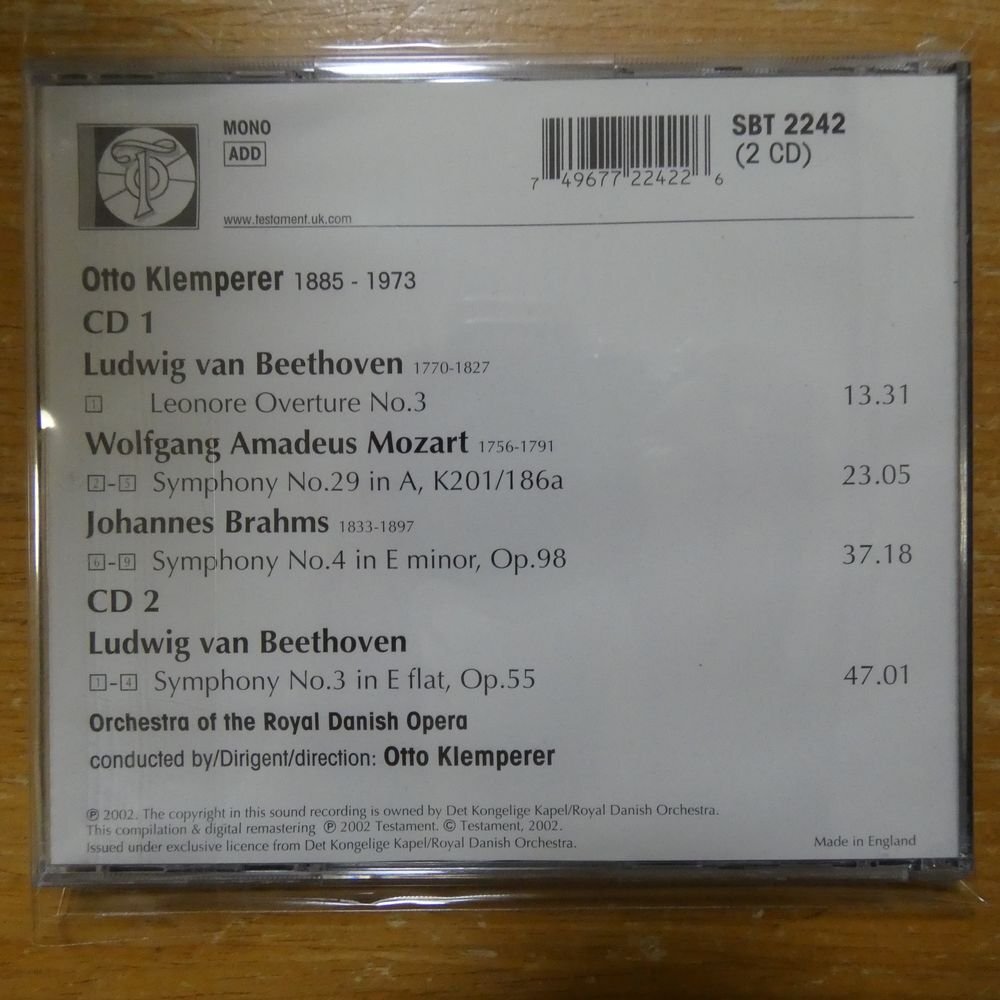 MONO
ADD
www.testament.uk.com
7 49677 22422 6
SBT 2242
(2 CD)
Otto Klemperer 1885 - 1973
CD 1
Ludwig van Beethoven 1770-1827
1 Leonore Overture No.3 13.31
Wolfgang Amadeus Mozart 1756-1791
2-5 Symphony No.29 in A, K201/186a 23.05
Johannes Brahms 1833-1897
6-9 Symphony No.4 in E minor, Op.98 37.18
CD 2
Ludwig van Beethoven
1-4 Symphony No.3 in E flat, Op.55 47.01
Orchestra of the Royal Danish Opera
conducted by/Dirigent/direction: Otto Klemperer
℗ 2002. The copyright in this sound recording is owned by Det Kongelige Kapel/Royal Danish Orchestra.
This compilation & digital remastering ℗ 2002 Testament. © Testament, 2002.
Issued under exclusive licence from Det Kongelige Kapel/Royal Danish Orchestra.
Made in England